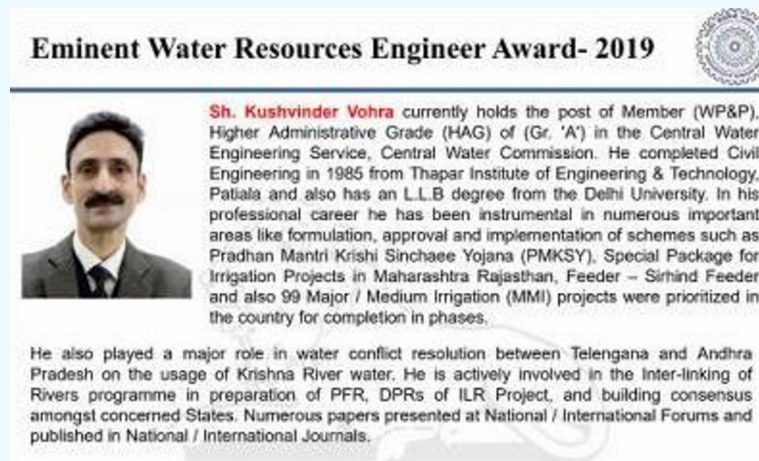 Eminent Water Resources Engineer Award- 2019
Sh. Kushvinder Vohra currently holds the post of Member (WP&P),
Higher Administrative Grade (HAG) of (Gr. 'A') in the Central Water
Engineering Service, Central Water Commission. He completed Civil
Engineering in 1985 from Thapar Institute of Engineering & Technology,
Patiala and also has an L.L.B degree from the Delhi University. In his
professional career he has been instrumental in numerous important
areas like formulation, approval and implementation of schemes such as
Pradhan Mantri Krishi Sinchaee Yojana (PMKSY), Special Package for
Irrigation Projects in Maharashtra Rajasthan, Feeder – Sirhind Feeder
and also 99 Major / Medium Irrigation (MMI) projects were prioritized in
the country for completion in phases.
He also played a major role in water conflict resolution between Telengana and Andhra
Pradesh on the usage of Krishna River water. He is actively involved in the Inter-linking of
Rivers programme in preparation of PFR, DPRs of ILR Project, and building consensus
amongst concerned States. Numerous papers presented at National / International Forums and
published in National / International Journals.